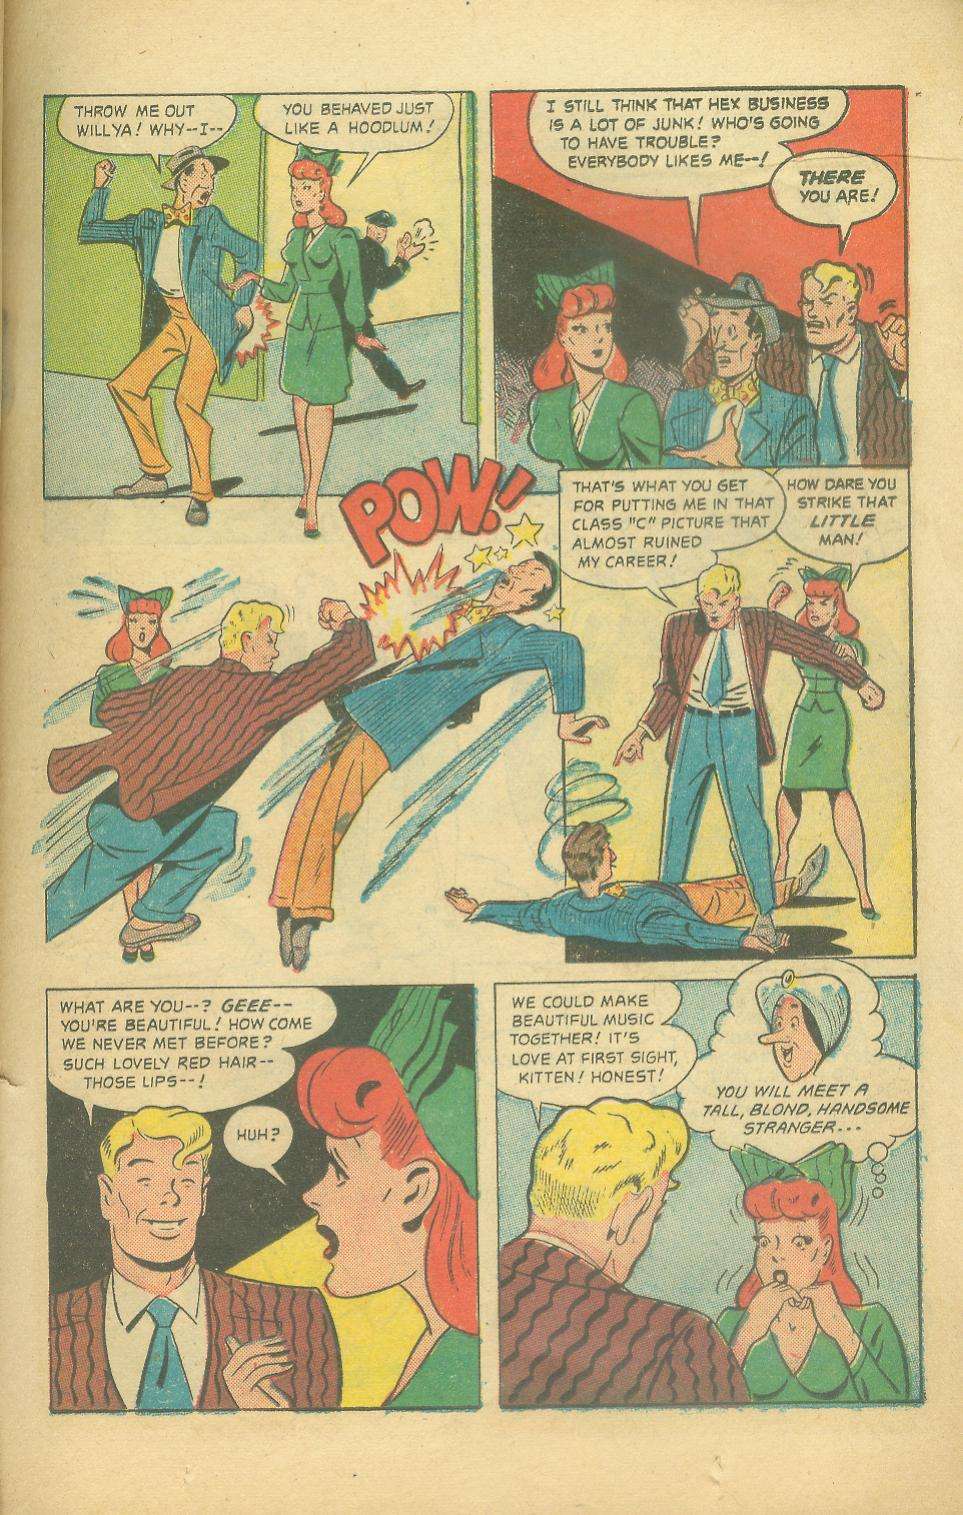 THROW ME OUT
WILLYA! WHY--I--
YOU BEHAVED JUST
LIKE A HOODLUM!
I STILL THINK THAT HEX BUSINESS
IS A LOT OF JUNK! WHO'S GOING
TO HAVE TROUBLE?
EVERYBODY LIKES ME--!
THERE
YOU ARE!
POW!
THAT'S WHAT YOU GET
FOR PUTTING ME IN THAT
CLASS "C" PICTURE THAT
ALMOST RUINED
MY CAREER!
HOW DARE YOU
STRIKE THAT
LITTLE
MAN!
WHAT ARE YOU--? GEEE--
YOU'RE BEAUTIFUL! HOW COME
WE NEVER MET BEFORE?
SUCH LOVELY RED HAIR--
THOSE LIPS--!
HUH?
WE COULD MAKE
BEAUTIFUL MUSIC
TOGETHER! IT'S
LOVE AT FIRST SIGHT,
KITTEN! HONEST!
YOU WILL MEET A
TALL, BLOND, HANDSOME
STRANGER...